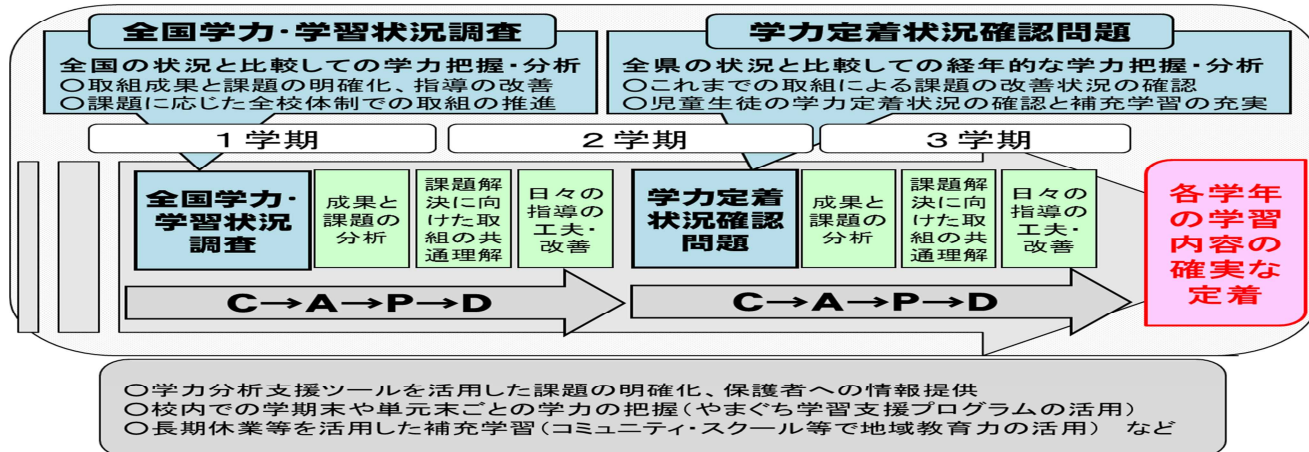 全国学力・学習状況調査
全国の状況と比較しての学力把握・分析
○取組成果と課題の明確化、指導の改善
○課題に応じた全校体制での取組の推進
学力定着状況確認問題
全県の状況と比較しての経年的な学力把握・分析
○これまでの取組による課題の改善状況の確認
○児童生徒の学力定着状況の確認と補充学習の充実
１学期
２学期
３学期
全国学力・
学習状況
調査
成果と
課題の
分析
課題解
決に向
けた取
組の共
通理解
日々の
指導の
工夫・
改善
学力定着
状況確認
問題
成果と
課題の
分析
課題解
決に向
けた取
組の共
通理解
日々の
指導の
工夫・
改善
各学年
の学習
内容の
確実な
定着
C→A→P→D
C→A→P→D
○学力分析支援ツールを活用した課題の明確化、保護者への情報提供
○校内での学期末や単元末ごとの学力の把握(やまぐち学習支援プログラムの活用)
○長期休業等を活用した補充学習(コミュニティ・スクール等で地域教育力の活用)　など